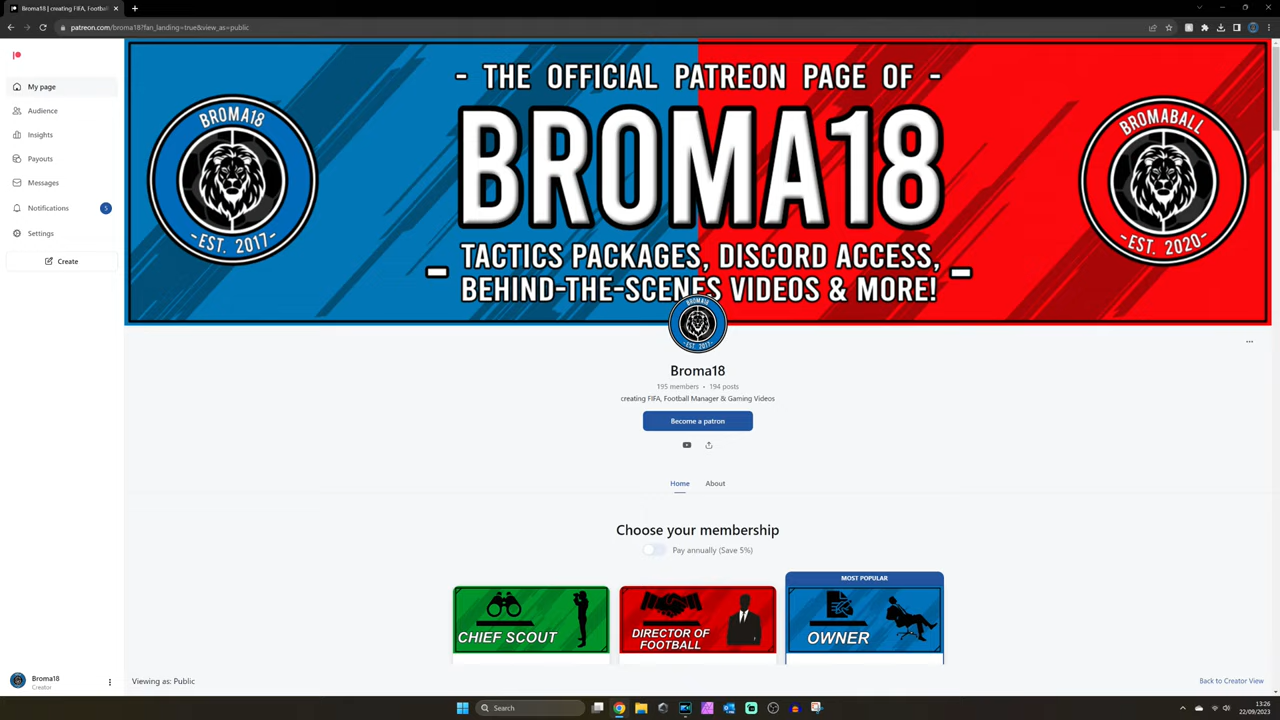 Broma18 | creating FIFA, Footbal
patreon.com/broma18?fan_landing=true&view_as=public
My page
Audience
Insights
Payouts
Messages
Notifications
5
Settings
Create
- THE OFFICIAL PATREON PAGE OF -
BROMA18
- TACTICS PACKAGES, DISCORD ACCESS, BEHIND-THE-SCENES VIDEOS & MORE! -
BROMA18
-EST. 2017-
BROMABALL
-EST. 2020-
BROMA18
-EST. 2017-
Broma18
195 members • 194 posts
creating FIFA, Football Manager & Gaming Videos
Become a patron
Home
About
Choose your membership
Pay annually (Save 5%)
MOST POPULAR
CHIEF SCOUT
DIRECTOR OF
FOOTBALL
OWNER
Broma18
Creator
Viewing as: Public
Back to Creator View
Search
13:26
22/09/2023